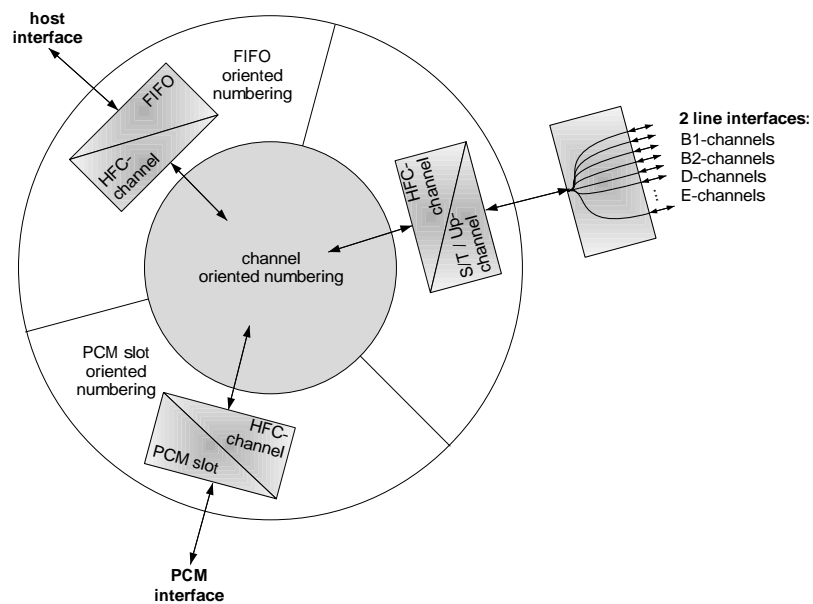 host
interface
FIFO
oriented
numbering
FIFO
HFC-
channel
HFC-
channel
S/T / Up-
channel
2 line interfaces:
B1-channels
B2-channels
D-channels
...
E-channels
channel
oriented numbering
PCM slot
oriented
numbering
HFC-
channel
PCM slot
PCM
interface